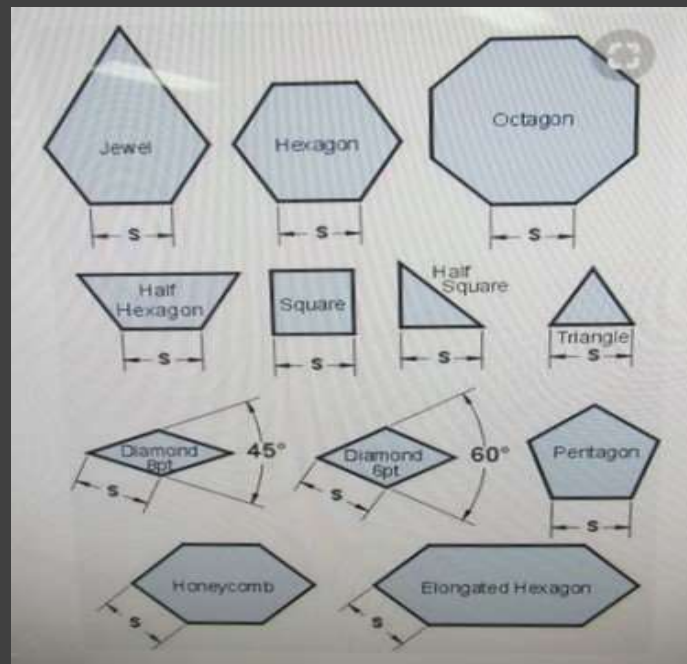 Jewel
Hexagon
Octagon
S
S
S
Half
Hexagon
Square
Half
Square
Triangle
S
S
S
S
Diamond
8pt
45°
Diamond
6pt
60°
Pentagon
S
S
S
Honeycomb
Elongated Hexagon
S
S